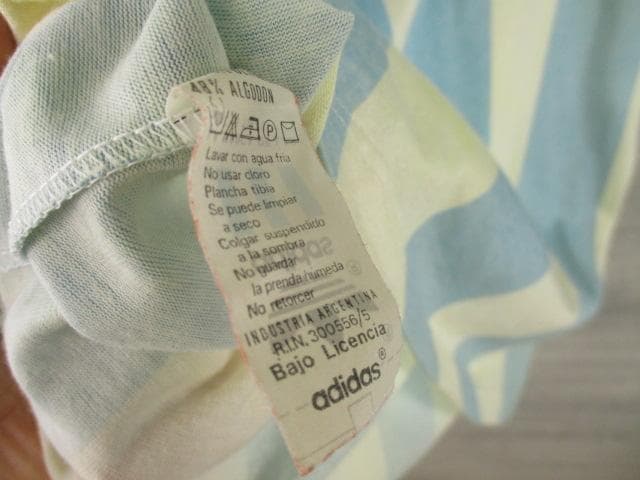 48% ALGODON
Lavar con agua fria
No usar cloro
Plancha tibia
Se puede limpiar
a seco
Colgar suspendido
a la sombra
No guardar
la prenda humeda
No retorcer
INDUSTRIA ARGENTINA
R.I.N. 300556/5
Bajo Licencia
adidas®